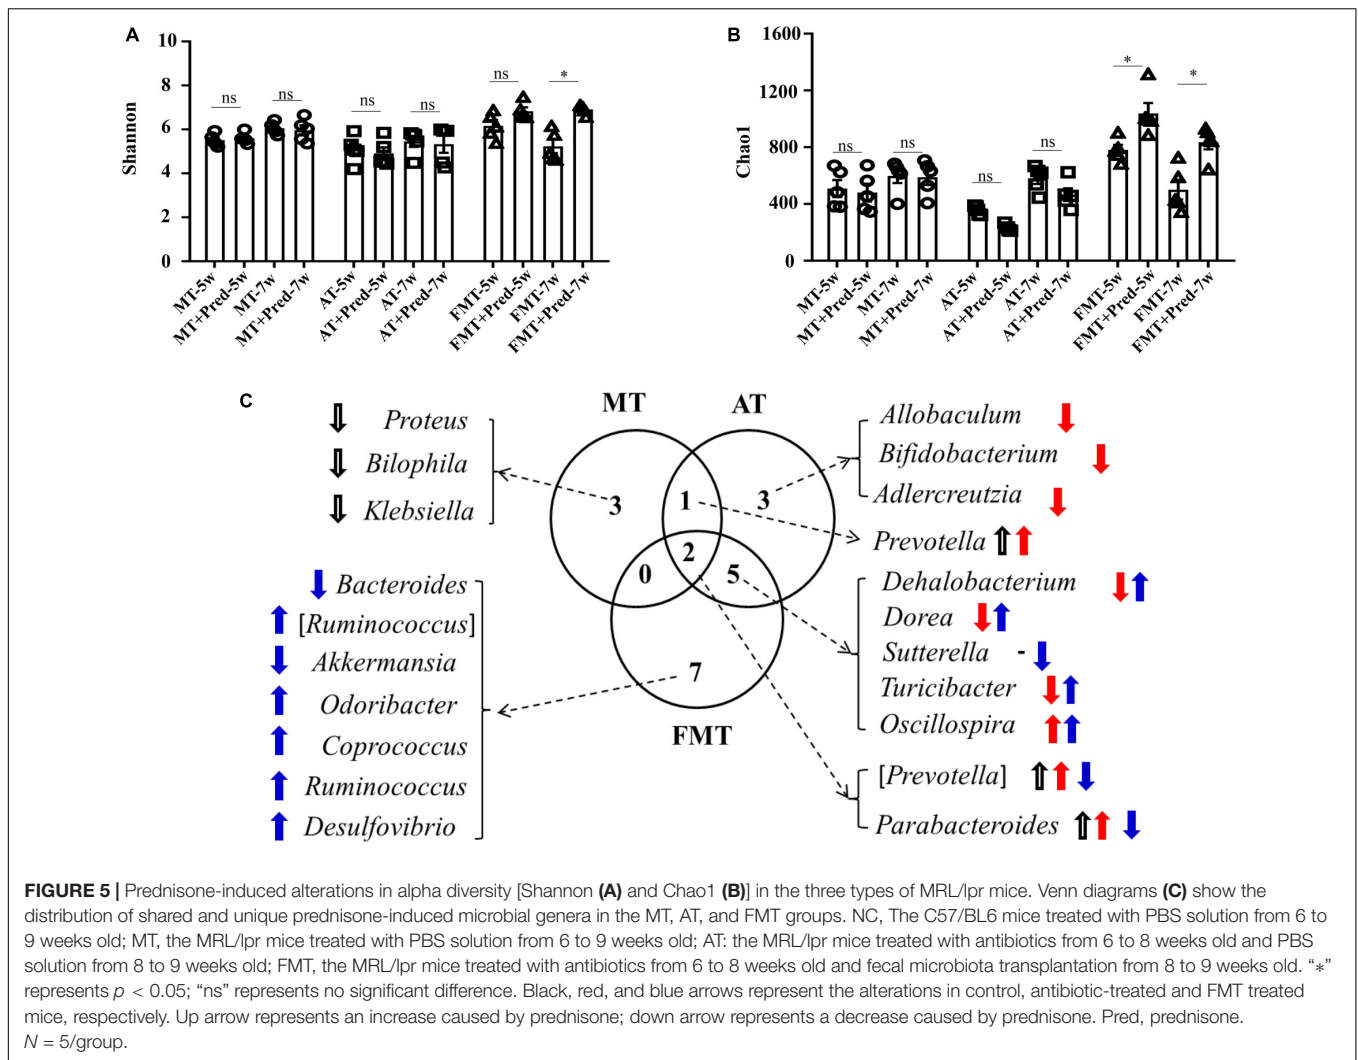 A
10
8
6
4
2
0
Shannon
ns
ns
ns
ns
ns
*
MT-5w
MT+Pred-5w
MT-7w
MT+Pred-7w
AT-5w
AT+Pred-5w
AT-7w
AT+Pred-7w
FMT-5w
FMT+Pred-5w
FMT-7w
FMT+Pred-7w
B
1600
1200
800
400
0
Chao1
ns
ns
ns
ns
*
*
MT-5w
MT+Pred-5w
MT-7w
MT+Pred-7w
AT-5w
AT+Pred-5w
AT-7w
AT+Pred-7w
FMT-5w
FMT+Pred-5w
FMT-7w
FMT+Pred-7w
C
MT
AT
FMT
3
1
3
2
0
5
7
Proteus
Bilophila
Klebsiella
Bacteroides
[Ruminococcus]
Akkermansia
Odoribacter
Coprococcus
Ruminococcus
Desulfovibrio
Allobaculum
Bifidobacterium
Adlercreutzia
Prevotella
Dehalobacterium
Dorea
Sutterella -
Turicibacter
Oscillospira
[Prevotella]
Parabacteroides
FIGURE 5 | Prednisone-induced alterations in alpha diversity [Shannon (A) and Chao1 (B)] in the three types of MRL/lpr mice. Venn diagrams (C) show the
distribution of shared and unique prednisone-induced microbial genera in the MT, AT, and FMT groups. NC, The C57/BL6 mice treated with PBS solution from 6 to
9 weeks old; MT, the MRL/lpr mice treated with PBS solution from 6 to 9 weeks old; AT: the MRL/lpr mice treated with antibiotics from 6 to 8 weeks old and PBS
solution from 8 to 9 weeks old; FMT, the MRL/lpr mice treated with antibiotics from 6 to 8 weeks old and fecal microbiota transplantation from 8 to 9 weeks old. “*”
represents p < 0.05; “ns” represents no significant difference. Black, red, and blue arrows represent the alterations in control, antibiotic-treated and FMT treated
mice, respectively. Up arrow represents an increase caused by prednisone; down arrow represents a decrease caused by prednisone. Pred, prednisone.
N = 5/group.